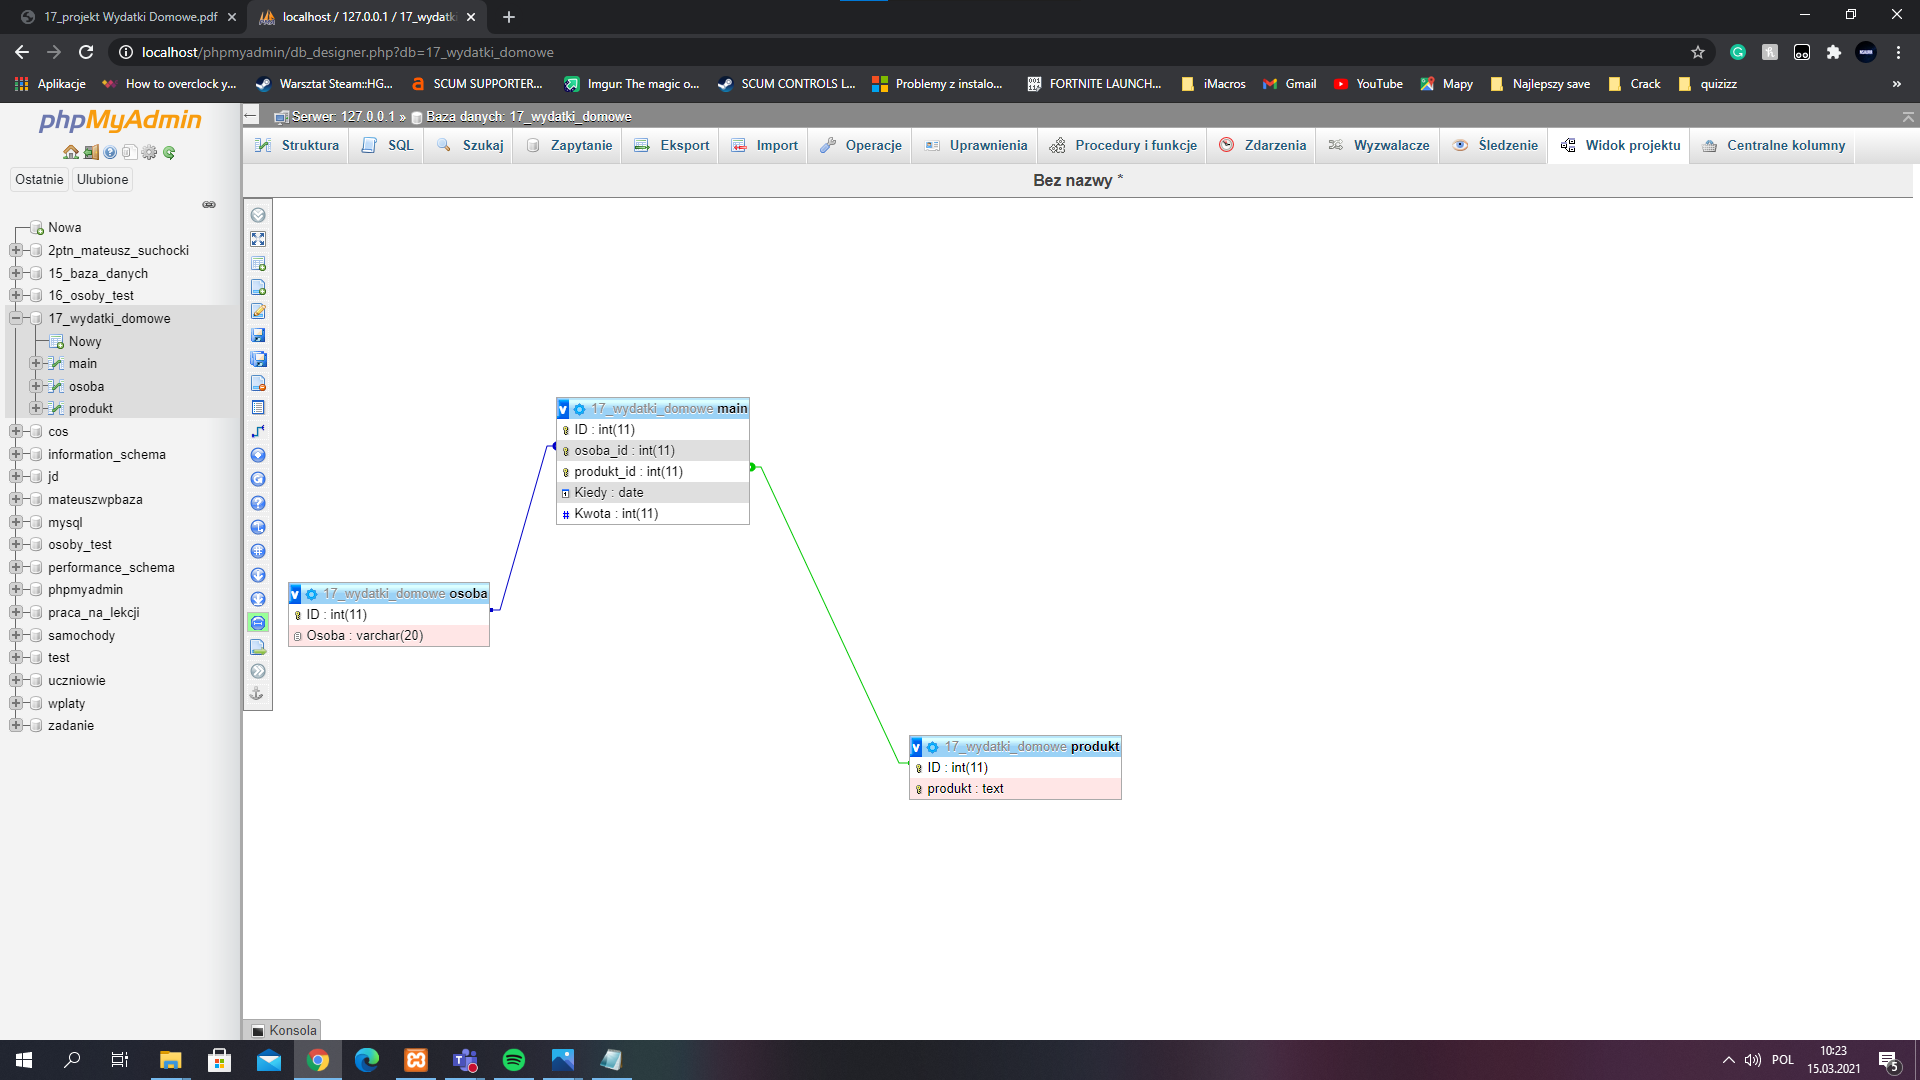 17_projekt Wydatki Domowe.pdf
localhost / 127.0.0.1 / 17_wydatki
localhost/phpmyadmin/db_designer.php?db=17_wydatki_domowe
Aplikacje
How to overclock y...
Warsztat Steam::HG...
SCUM SUPPORTER...
Imgur: The magic o...
SCUM CONTROLS L...
Problemy z instalo...
FORTNITE LAUNCH...
iMacros
Gmail
YouTube
Mapy
Najlepszy save
Crack
quizizz
»
phpMyAdmin
Ostatnie
Ulubione
Nowa
2ptn_mateusz_suchocki
15_baza_danych
16_osoby_test
17_wydatki_domowe
Nowy
main
osoba
produkt
cos
information_schema
jd
mateuszwpbaza
mysql
osoby_test
performance_schema
phpmyadmin
praca_na_lekcji
samochody
test
uczniowie
wplaty
zadanie
Serwer: 127.0.0.1 » Baza danych: 17_wydatki_domowe
Struktura
SQL
Szukaj
Zapytanie
Eksport
Import
Operacje
Uprawnienia
Procedury i funkcje
Zdarzenia
Wyzwalacze
Śledzenie
Widok projektu
Centralne kolumny
Bez nazwy *
v 17_wydatki_domowe main
ID : int(11)
osoba_id : int(11)
produkt_id : int(11)
Kiedy : date
# Kwota : int(11)
v 17_wydatki_domowe osoba
ID : int(11)
Osoba : varchar(20)
v 17_wydatki_domowe produkt
ID : int(11)
produkt : text
Konsola
POL
10:23
15.03.2021
5